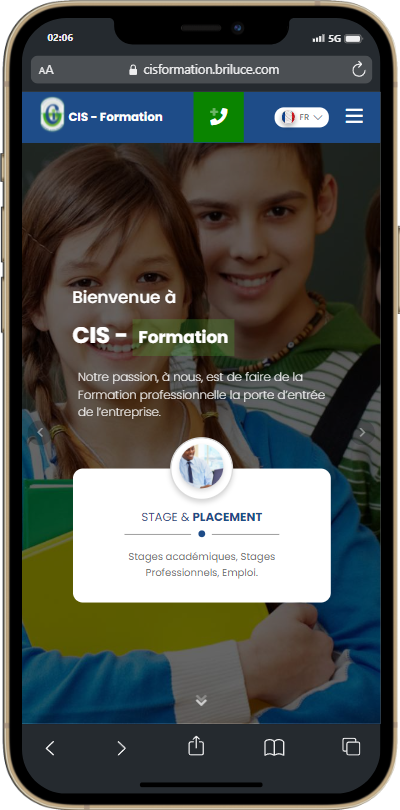 02:06
5G
AA
cisformation.briluce.com
CIS - Formation
FR
Bienvenue à
CIS - Formation
Notre passion, à nous, est de faire de la
Formation professionnelle la porte d'entrée
de l'entreprise.
STAGE & PLACEMENT
Stages académiques, Stages
Professionnels, Emploi.